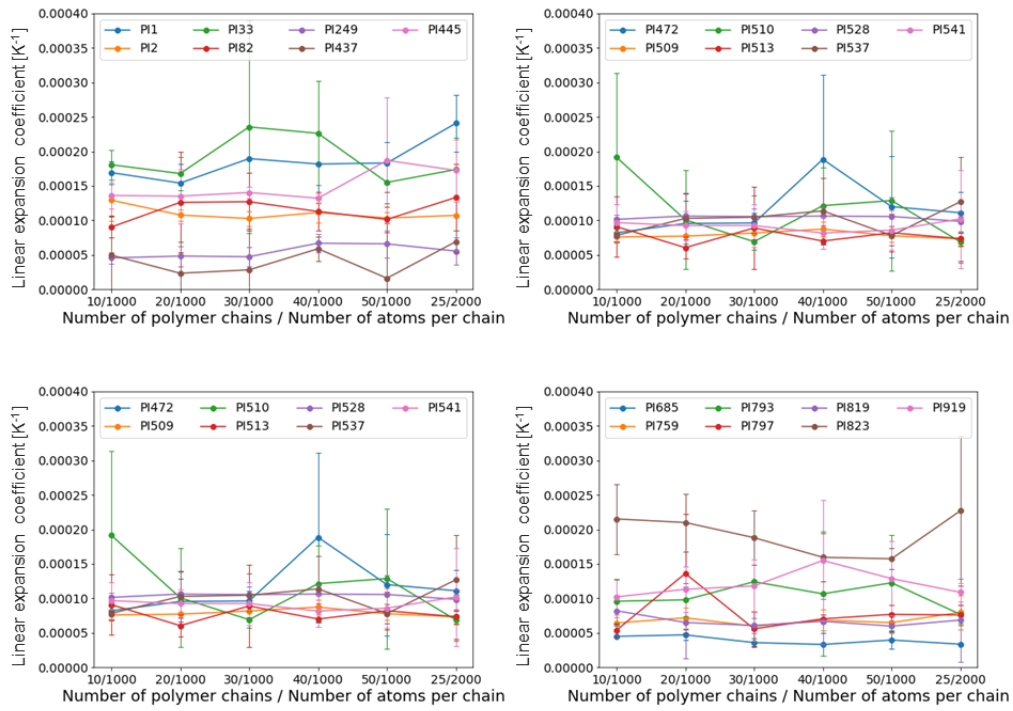 0.00040
0.00035
0.00030
0.00025
0.00020
0.00015
0.00010
0.00005
0.00000
Linear expansion coefficient [K⁻¹]
PI1 PI33 PI249 PI445
PI2 PI82 PI437
10/1000 20/1000 30/1000 40/1000 50/1000 25/2000
Number of polymer chains / Number of atoms per chain
0.00040
0.00035
0.00030
0.00025
0.00020
0.00015
0.00010
0.00005
0.00000
Linear expansion coefficient [K⁻¹]
PI472 PI510 PI528 PI541
PI509 PI513 PI537
10/1000 20/1000 30/1000 40/1000 50/1000 25/2000
Number of polymer chains / Number of atoms per chain
0.00040
0.00035
0.00030
0.00025
0.00020
0.00015
0.00010
0.00005
0.00000
Linear expansion coefficient [K⁻¹]
PI472 PI510 PI528 PI541
PI509 PI513 PI537
10/1000 20/1000 30/1000 40/1000 50/1000 25/2000
Number of polymer chains / Number of atoms per chain
0.00040
0.00035
0.00030
0.00025
0.00020
0.00015
0.00010
0.00005
0.00000
Linear expansion coefficient [K⁻¹]
PI685 PI793 PI819 PI919
PI759 PI797 PI823
10/1000 20/1000 30/1000 40/1000 50/1000 25/2000
Number of polymer chains / Number of atoms per chain